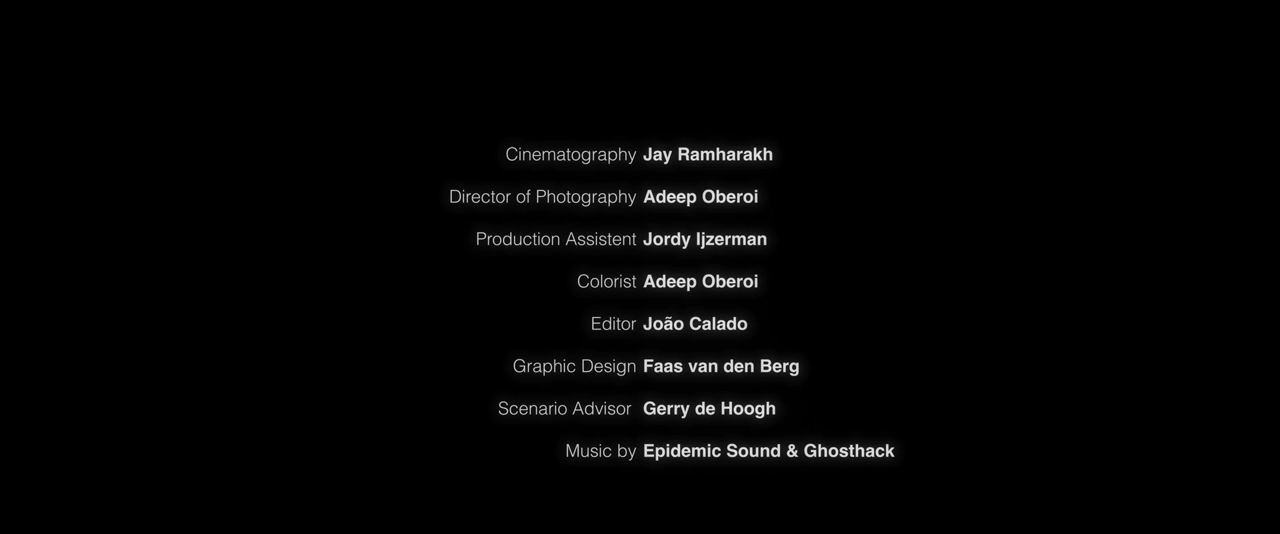 Cinematography Jay Ramharakh
Director of Photography Adeep Oberoi
Production Assistent Jordy Ijzerman
Colorist Adeep Oberoi
Editor João Calado
Graphic Design Faas van den Berg
Scenario Advisor Gerry de Hoogh
Music by Epidemic Sound & Ghosthack